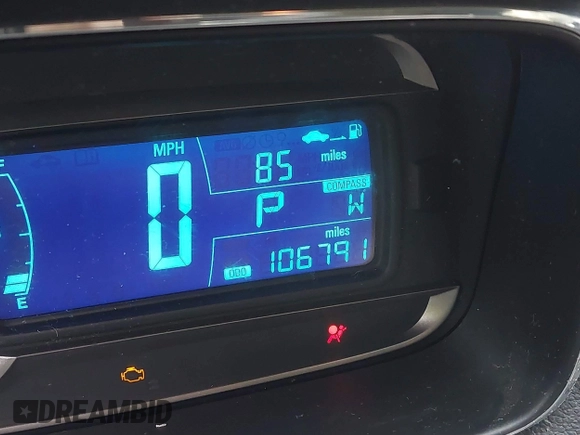 F
MPH
85
miles
COMPASS
0
P
W
miles
ODO
106791
E
DREAMBID